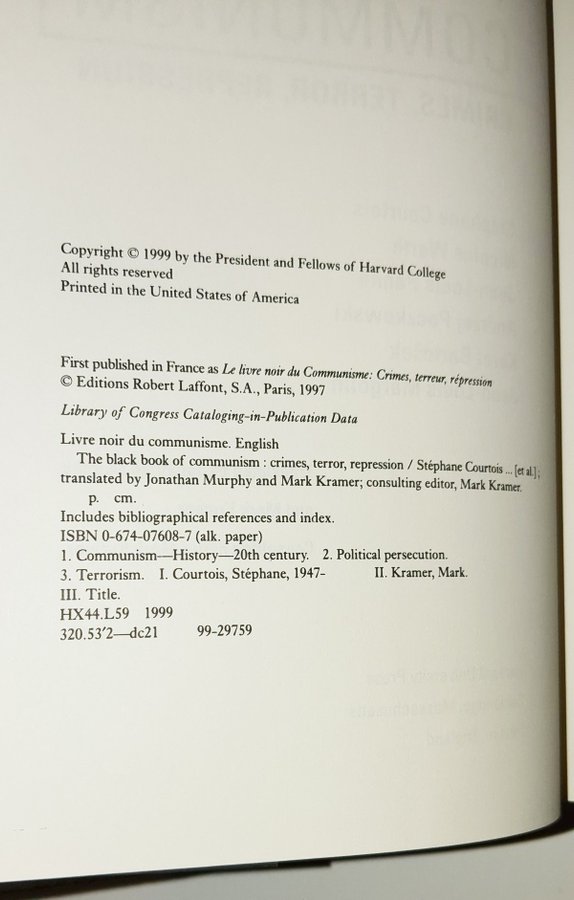 Copyright © 1999 by the President and Fellows of Harvard College
All rights reserved
Printed in the United States of America
First published in France as Le livre noir du Communisme: Crimes, terreur, répression
© Editions Robert Laffont, S.A., Paris, 1997
Library of Congress Cataloging-in-Publication Data
Livre noir du communisme. English
The black book of communism : crimes, terror, repression / Stéphane Courtois ... [et al.] ;
translated by Jonathan Murphy and Mark Kramer; consulting editor, Mark Kramer.
p. cm.
Includes bibliographical references and index.
ISBN 0-674-07608-7 (alk. paper)
1. Communism—History—20th century. 2. Political persecution.
3. Terrorism. I. Courtois, Stéphane, 1947- II. Kramer, Mark.
III. Title.
HX44.L59 1999
320.53'2—dc21 99-29759